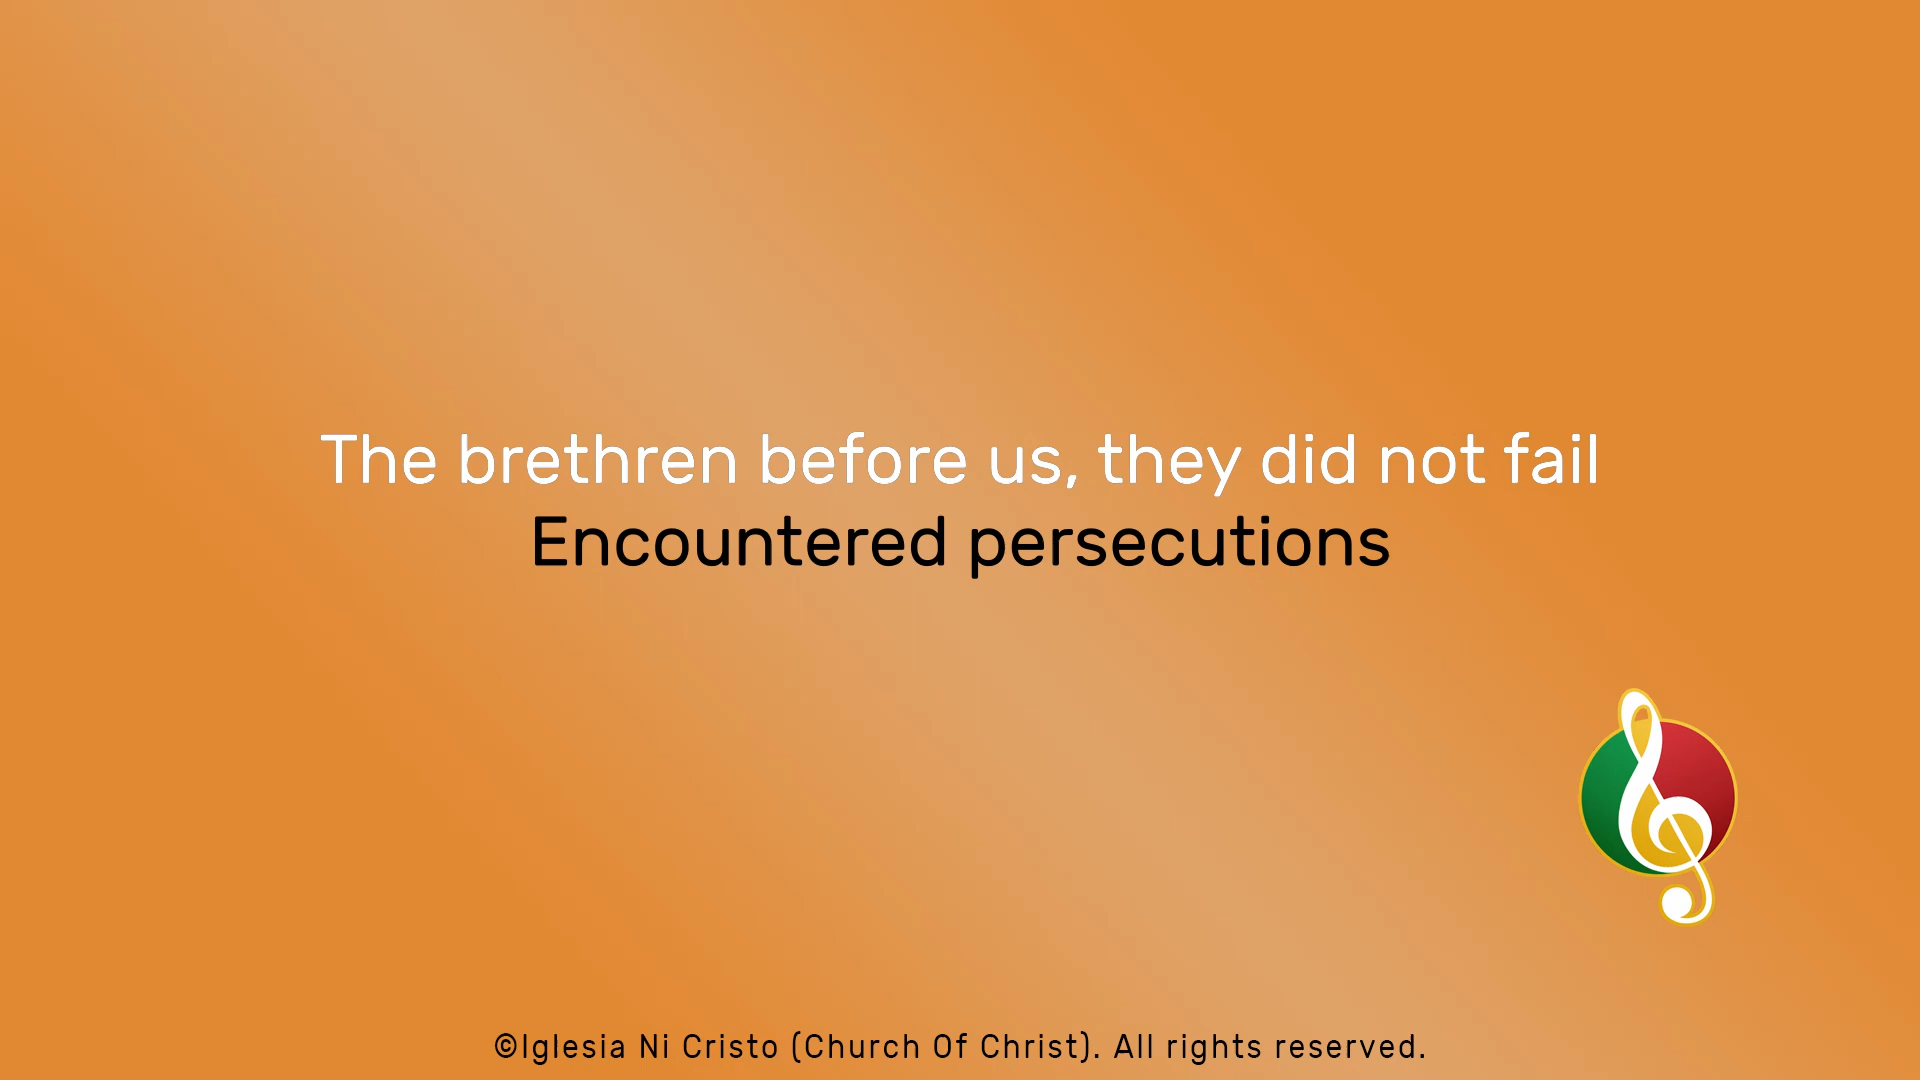 The brethren before us, they did not fail
Encountered persecutions
©Iglesia Ni Cristo (Church Of Christ). All rights reserved.